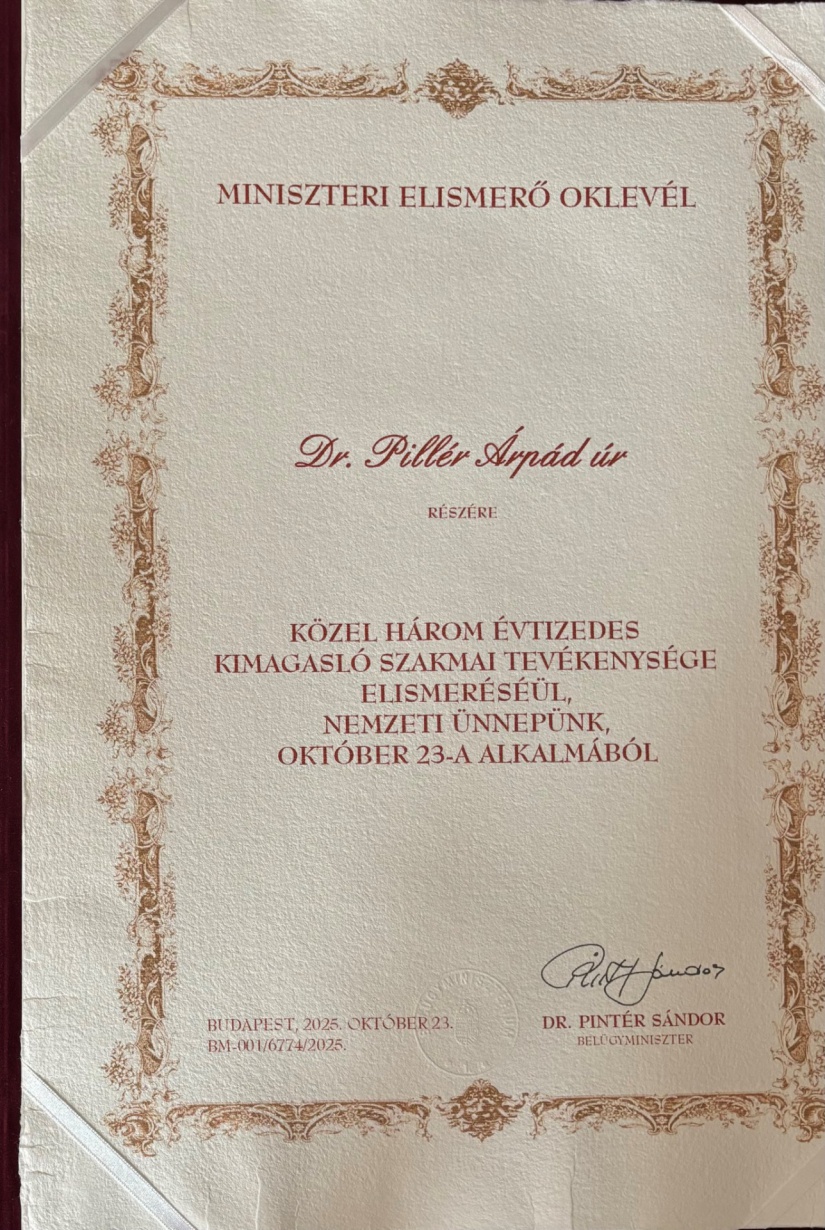 MINISZTERI ELISMERŐ OKLEVÉL
Dr. Pillér Árpád úr
RÉSZÉRE
KÖZEL HÁROM ÉVTIZEDES
KIMAGASLÓ SZAKMAI TEVÉKENYSÉGE
ELISMERÉSÉÜL,
NEMZETI ÜNNEPÜNK,
OKTÓBER 23-A ALKALMÁBÓL
BUDAPEST, 2025. OKTÓBER 23.
BM-001/6774/2025.
DR. PINTÉR SÁNDOR
BELÜGYMINISZTER